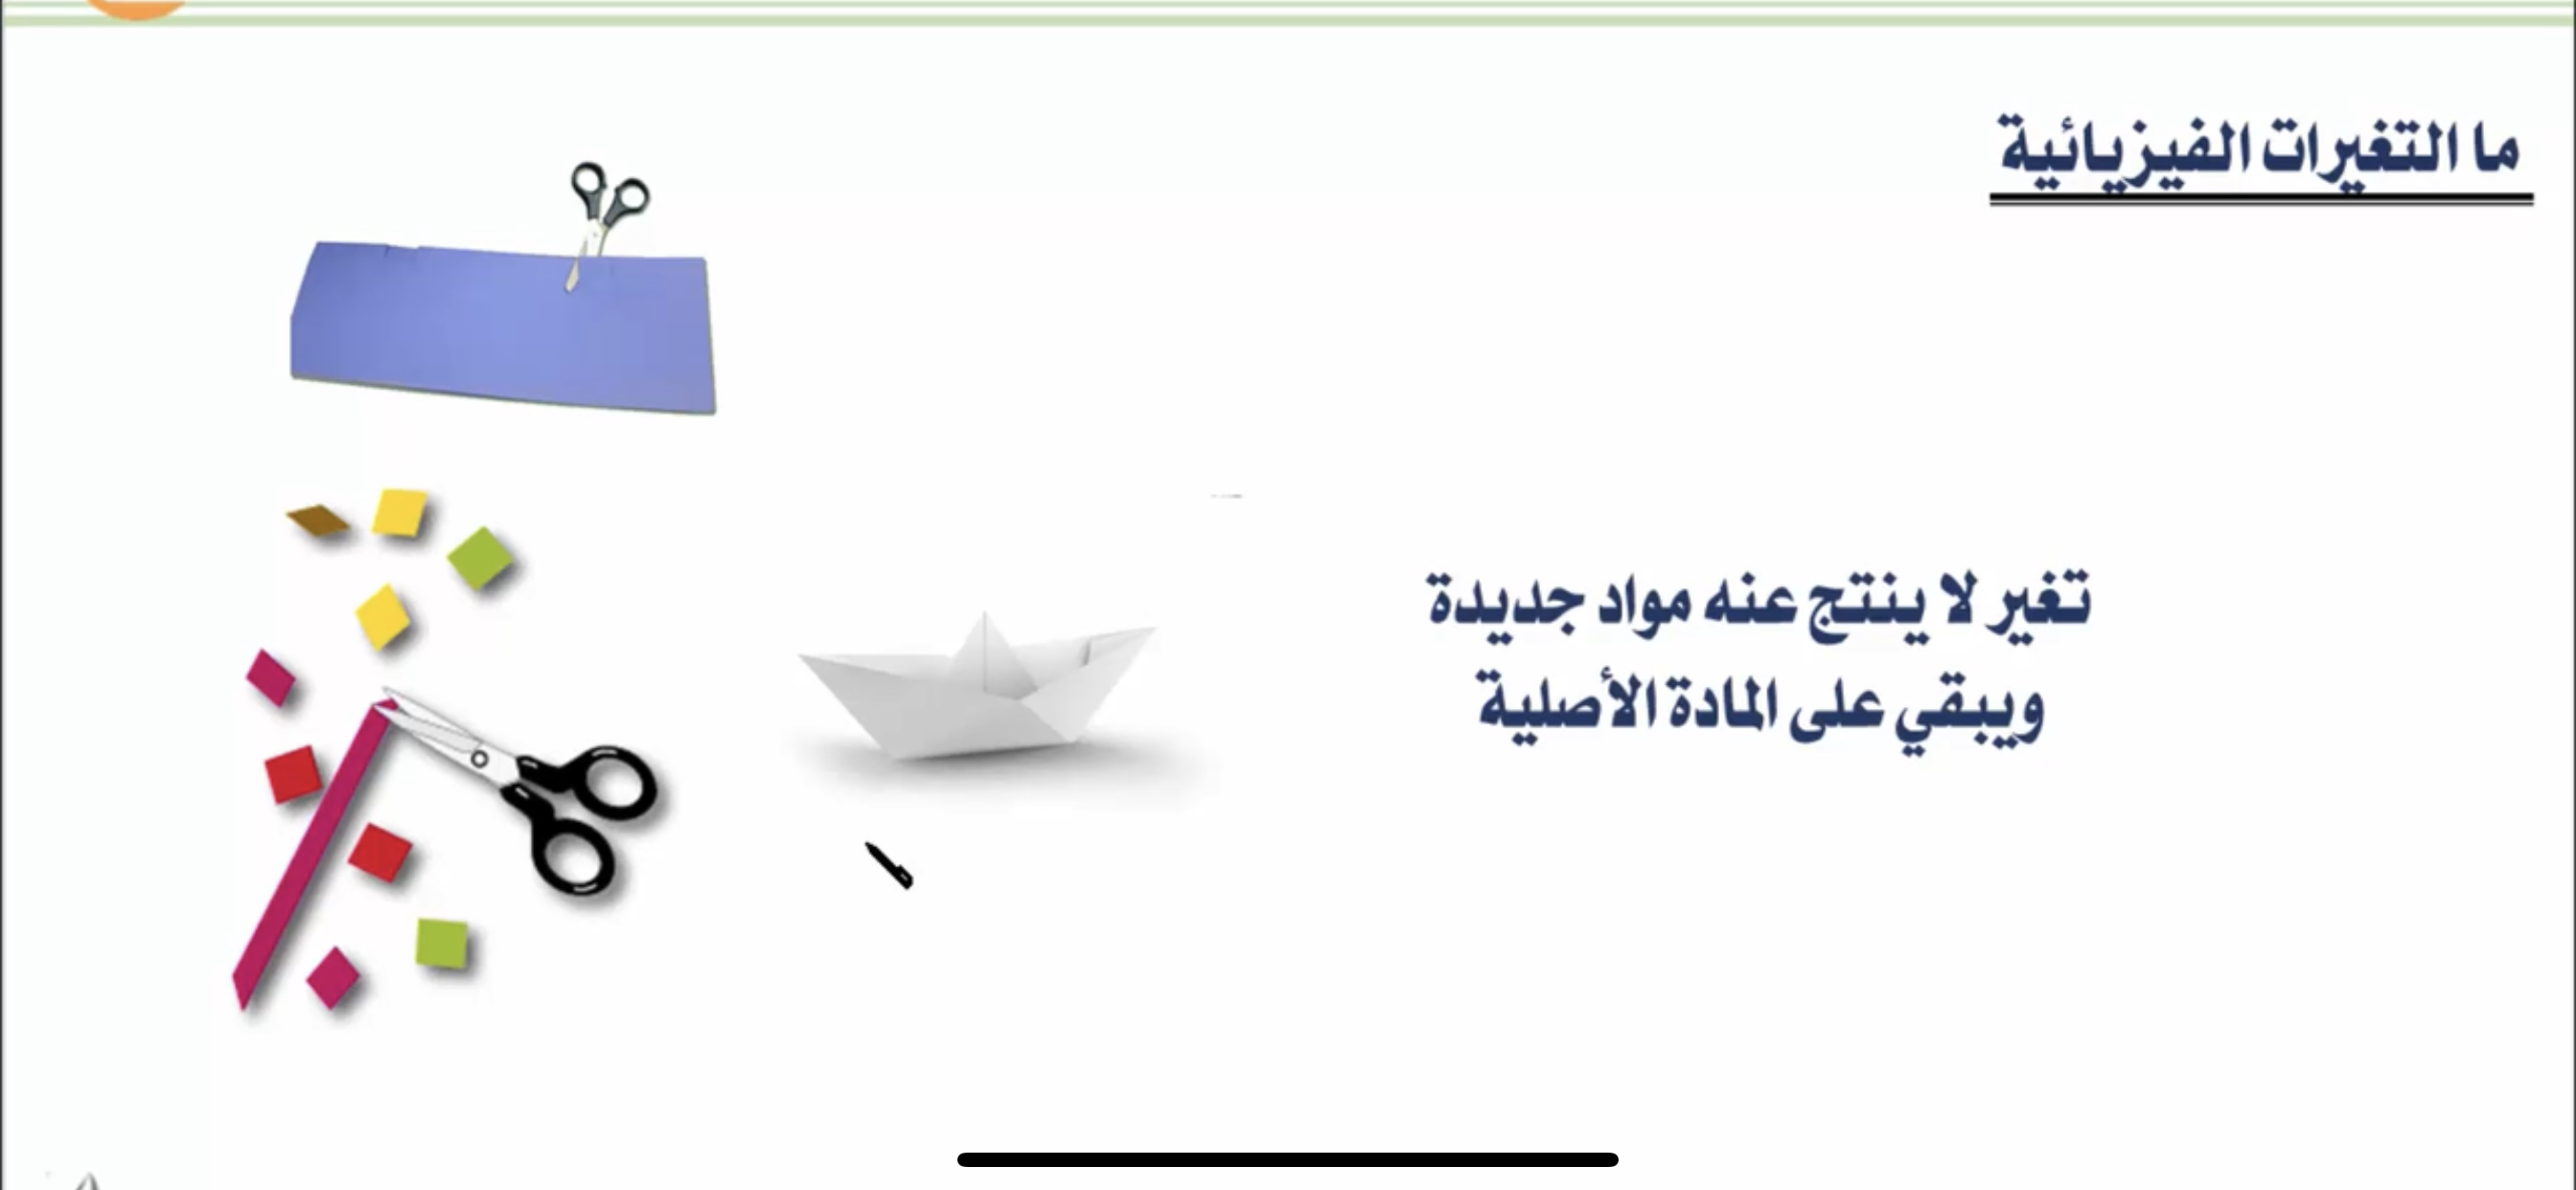 ما التغيرات الفيزيائية
تغير لا ينتج عنه مواد جديدة
ويبقي على المادة الأصلية